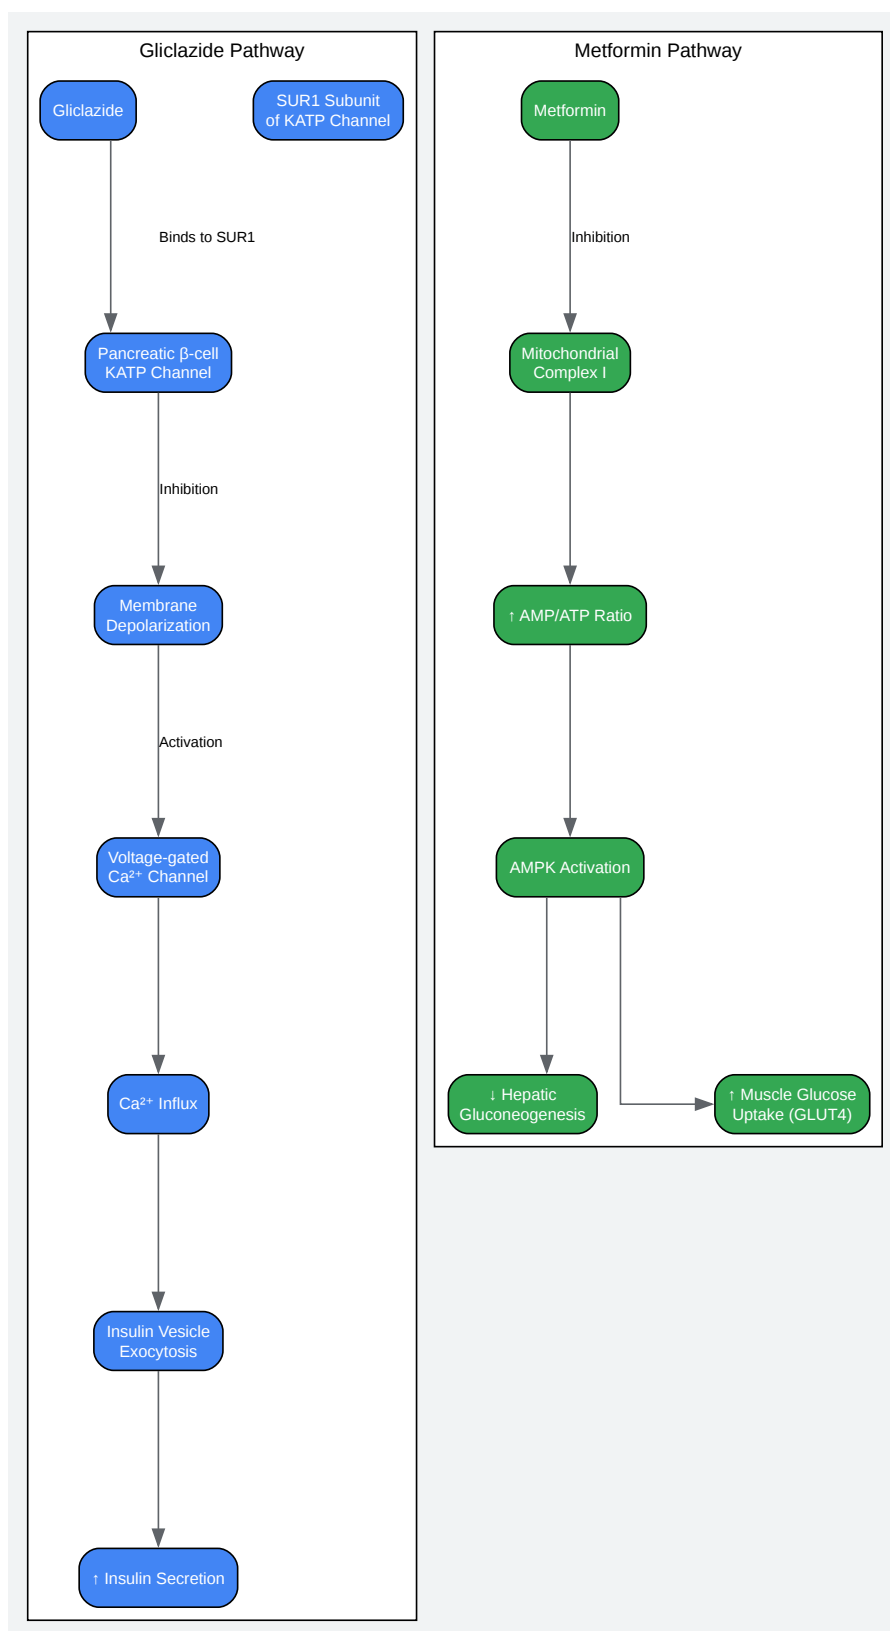 Gliclazide Pathway
Gliclazide
SUR1 Subunit
of KATP Channel
Binds to SUR1
Pancreatic β-cell
KATP Channel
Inhibition
Membrane
Depolarization
Activation
Voltage-gated
Ca²⁺ Channel
Ca²⁺ Influx
Insulin Vesicle
Exocytosis
↑ Insulin Secretion
Metformin Pathway
Metformin
Inhibition
Mitochondrial
Complex I
↑ AMP/ATP Ratio
AMPK Activation
↓ Hepatic
Gluconeogenesis
↑ Muscle Glucose
Uptake (GLUT4)